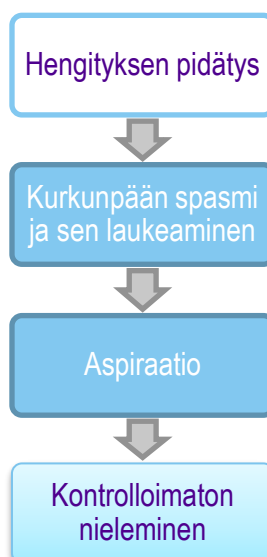 Hengityksen pidätys
Kurkunpään spasmi
ja sen laukeaminen
Aspiraatio
Kontrolloimaton
nieleminen